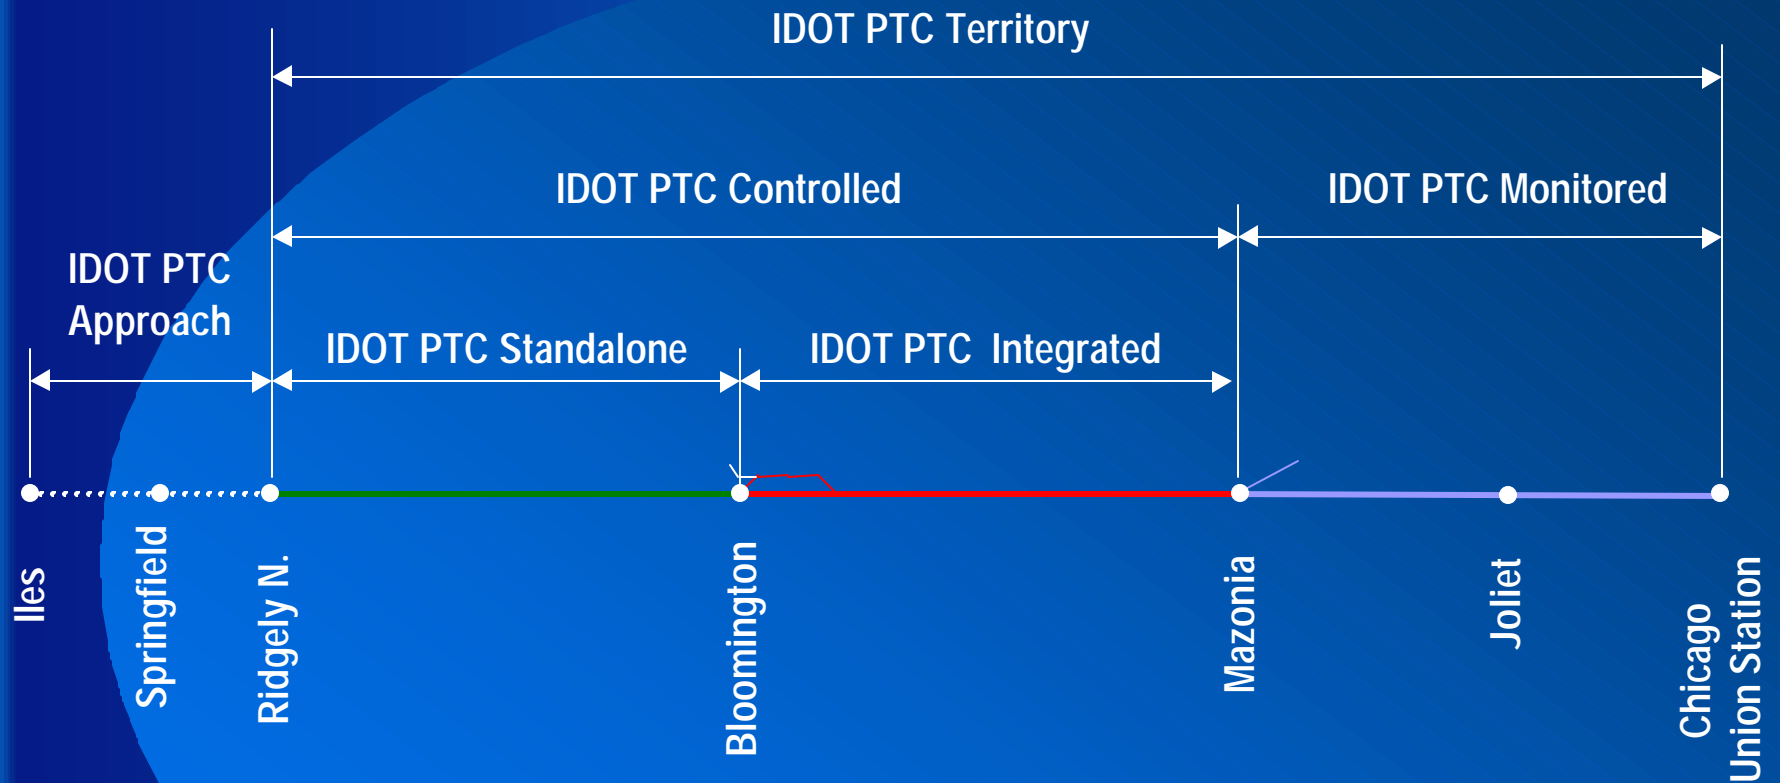 IDOT PTC Territory
IDOT PTC Controlled
IDOT PTC Monitored
IDOT PTC
Approach
IDOT PTC Standalone
IDOT PTC Integrated
Iles
Springfield
Ridgely N.
Bloomington
Mazonia
Joliet
Chicago
Union Station